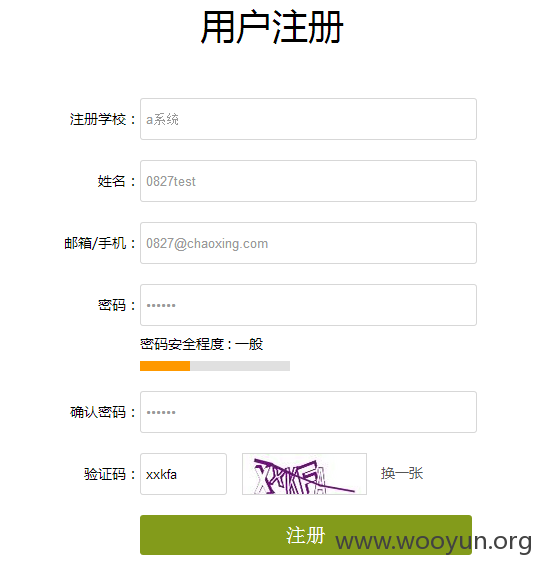 用户注册
注册学校： a系统
姓名： 0827test
邮箱/手机： 0827@chaoxing.com
密码： ••••••
密码安全程度 : 一般
确认密码： ••••••
验证码： xxkfa XXKFA 换一张
注册
www.wooyun.org